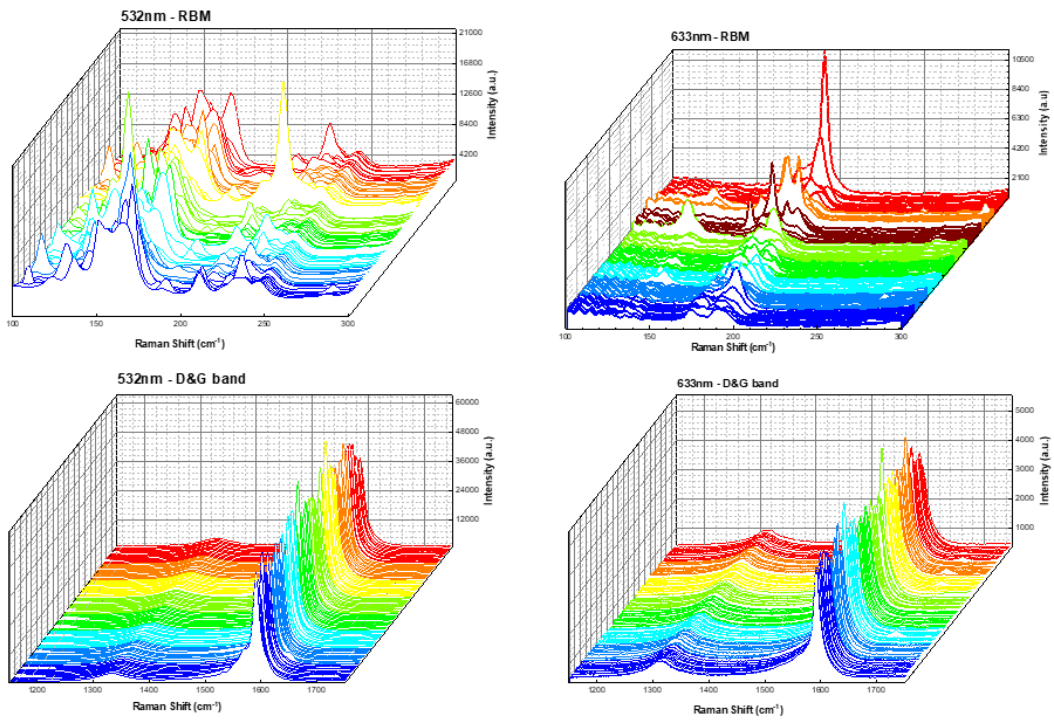 532nm - RBM
21000
16800
12600
8400
4200
Intensity (a.u.)
100 150 200 250 300
Raman Shift (cm⁻¹)
633nm - RBM
10500
8400
6300
4200
2100
Intensity (a.u)
100 150 200 250 300
Raman Shift (cm⁻¹)
532nm - D&G band
60000
48000
36000
24000
12000
Intensity (a.u.)
1200 1300 1400 1500 1600 1700
Raman Shift (cm⁻¹)
633nm - D&G band
5000
4000
3000
2000
1000
Intensity (a.u.)
1200 1300 1400 1500 1600 1700
Raman Shift (cm⁻¹)